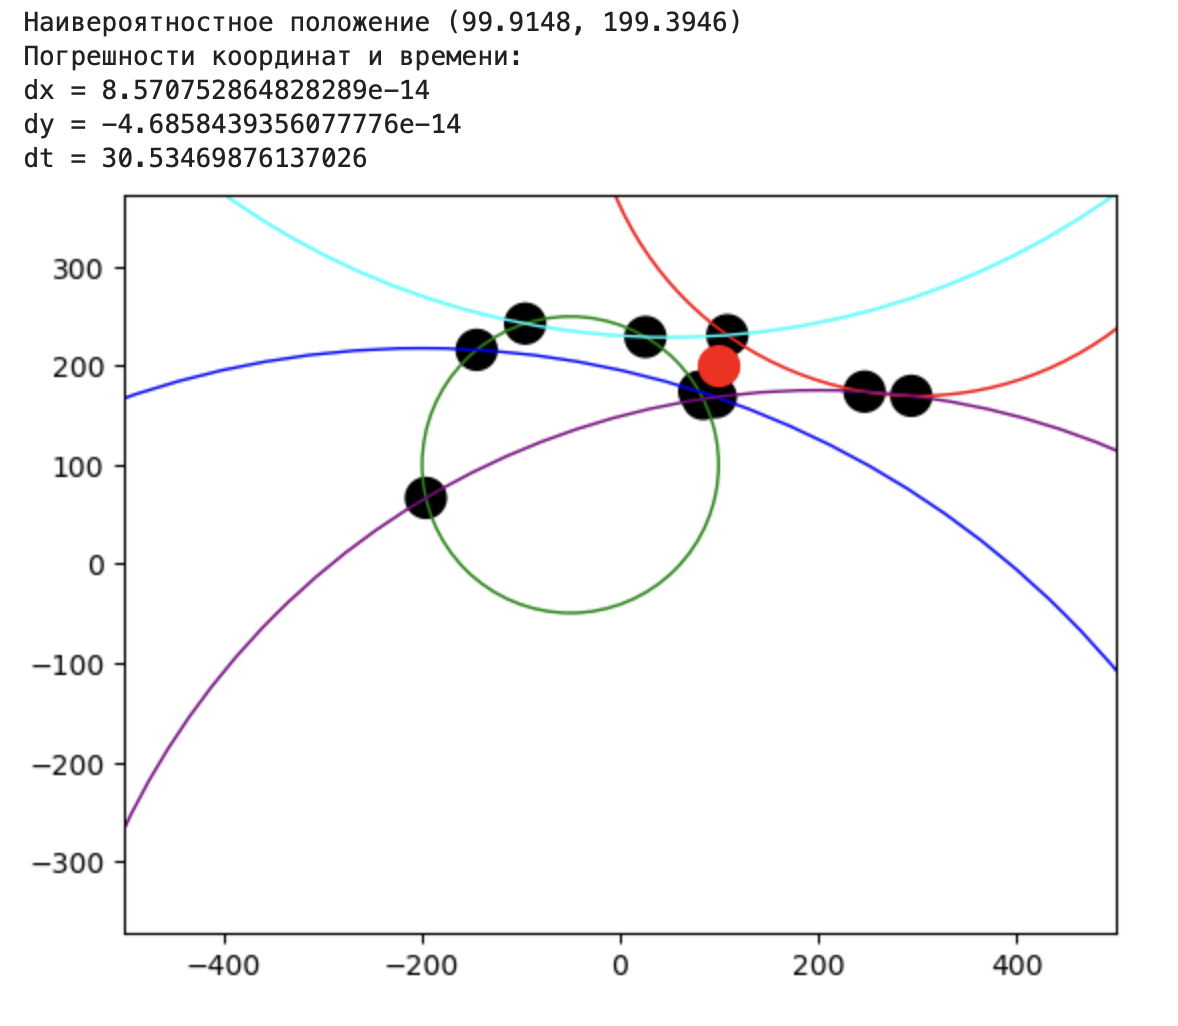 Наивероятностное положение (99.9148, 199.3946)
Погрешности координат и времени:
dx = 8.570752864828289e−14
dy = −4.6858439356077776e−14
dt = 30.53469876137026
300
200
100
0
−100
−200
−300
−400 −200 0 200 400